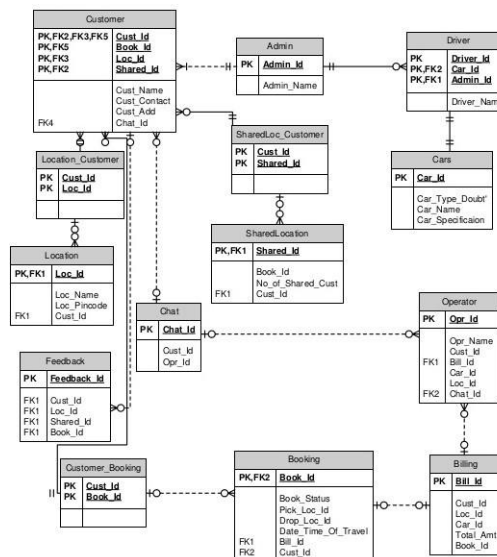 Customer
PK,FK2,FK3,FK5 Cust_Id
PK,FK5 Book_Id
PK,FK3 Loc_Id
PK,FK2 Shared_Id
Cust_Name
Cust_Contact
Cust_Add
FK4 Chat_Id
Admin
PK Admin_Id
Admin_Name
Driver
PK Driver_Id
PK,FK2 Car_Id
PK,FK1 Admin_Id
Driver_Nam
SharedLoc_Customer
PK Cust_Id
PK Shared_Id
Location_Customer
PK Cust_Id
PK Loc_Id
Cars
PK Car_Id
Car_Type_Doubt'
Car_Name
Car_Specificaion
SharedLocation
PK,FK1 Shared_Id
Book_Id
No_of_Shared_Cust
FK1 Cust_Id
Location
PK,FK1 Loc_Id
Loc_Name
Loc_Pincode
FK1 Cust_Id
Chat
PK Chat_Id
Cust_Id
Opr_Id
Operator
PK Opr_Id
Opr_Name
Cust_Id
FK1 Bill_Id
Car_Id
Loc_Id
FK2 Chat_Id
Feedback
PK Feedback_Id
FK1 Cust_Id
FK1 Loc_Id
FK1 Shared_Id
FK1 Book_Id
Customer_Booking
PK Cust_Id
PK Book_Id
Booking
PK,FK2 Book_Id
Book_Status
Pick_Loc_Id
Drop_Loc_Id
Date_Time_Of_Travel
FK1 Bill_Id
FK2 Cust_Id
Billing
PK Bill_Id
Cust_Id
Loc_Id
Car_Id
Total_Amt
Book_Id